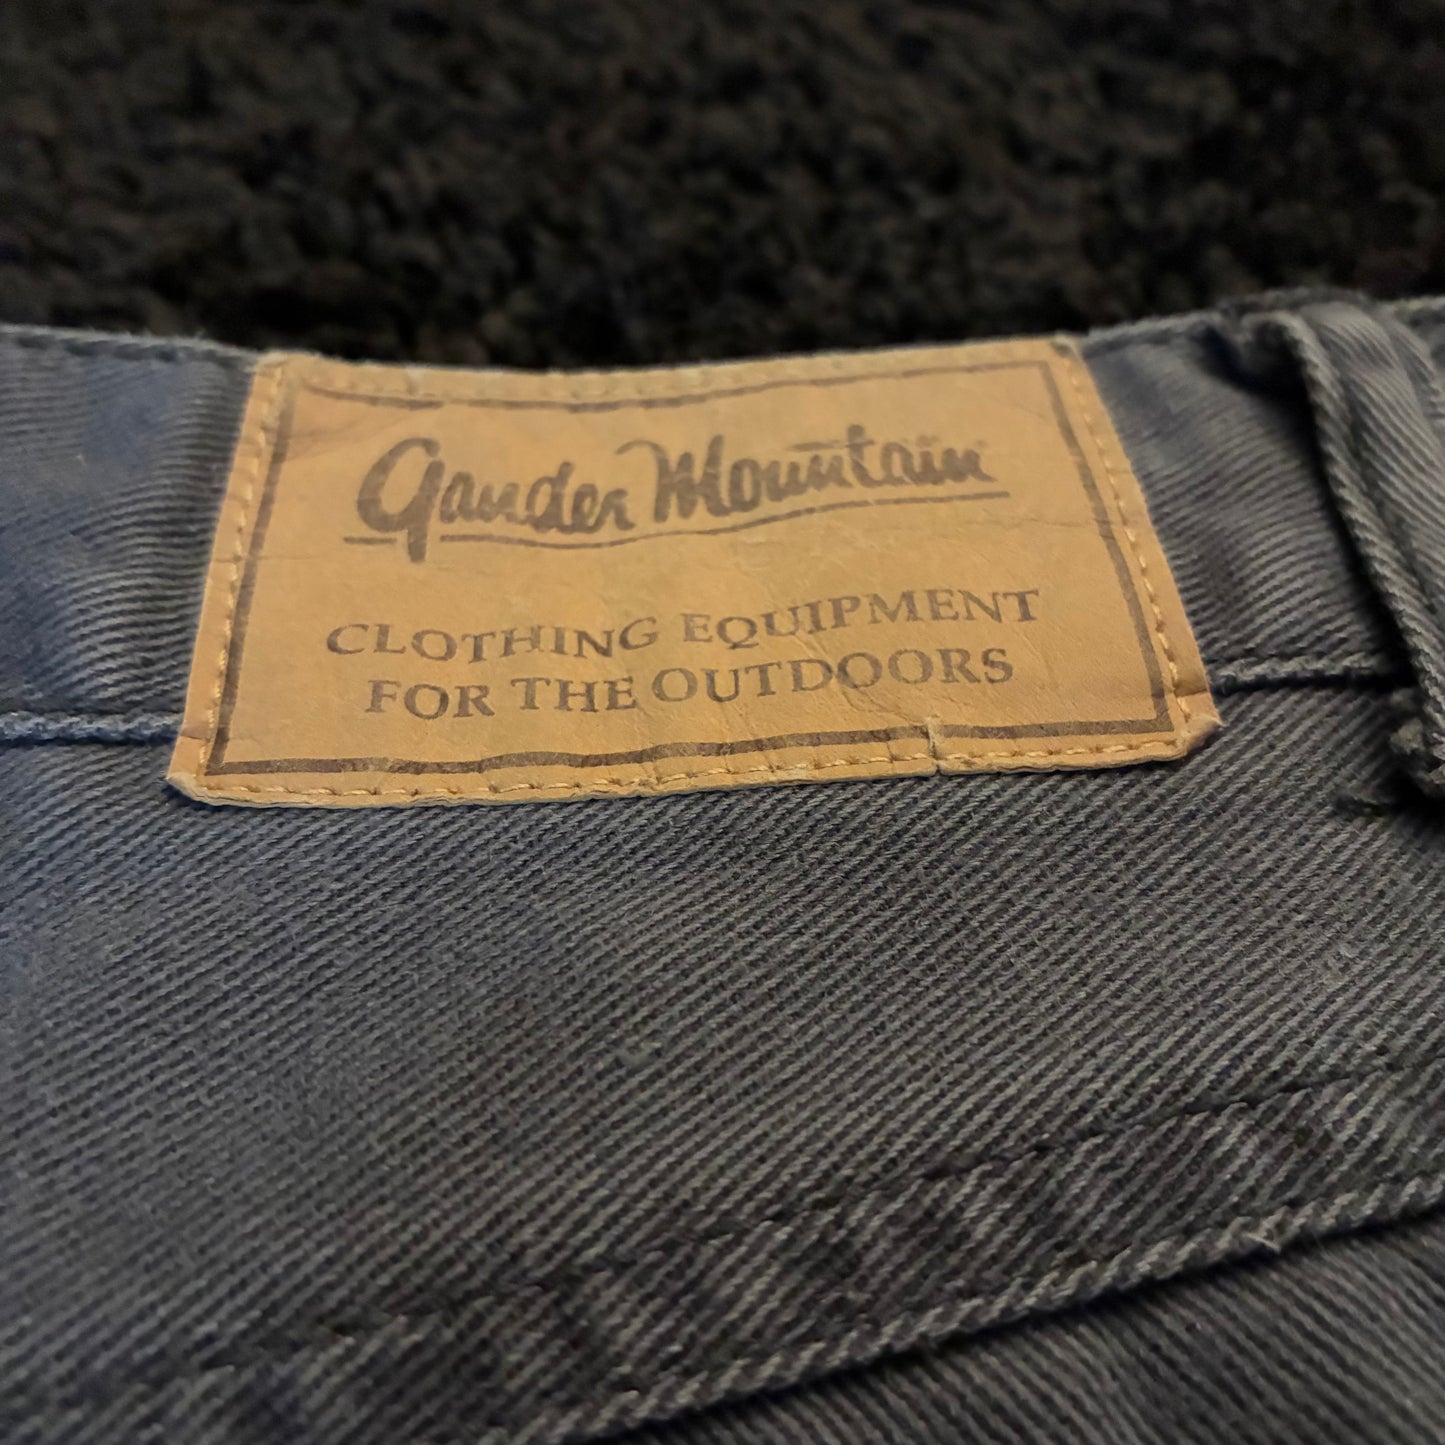 Gander Mountain
CLOTHING EQUIPMENT
FOR THE OUTDOORS